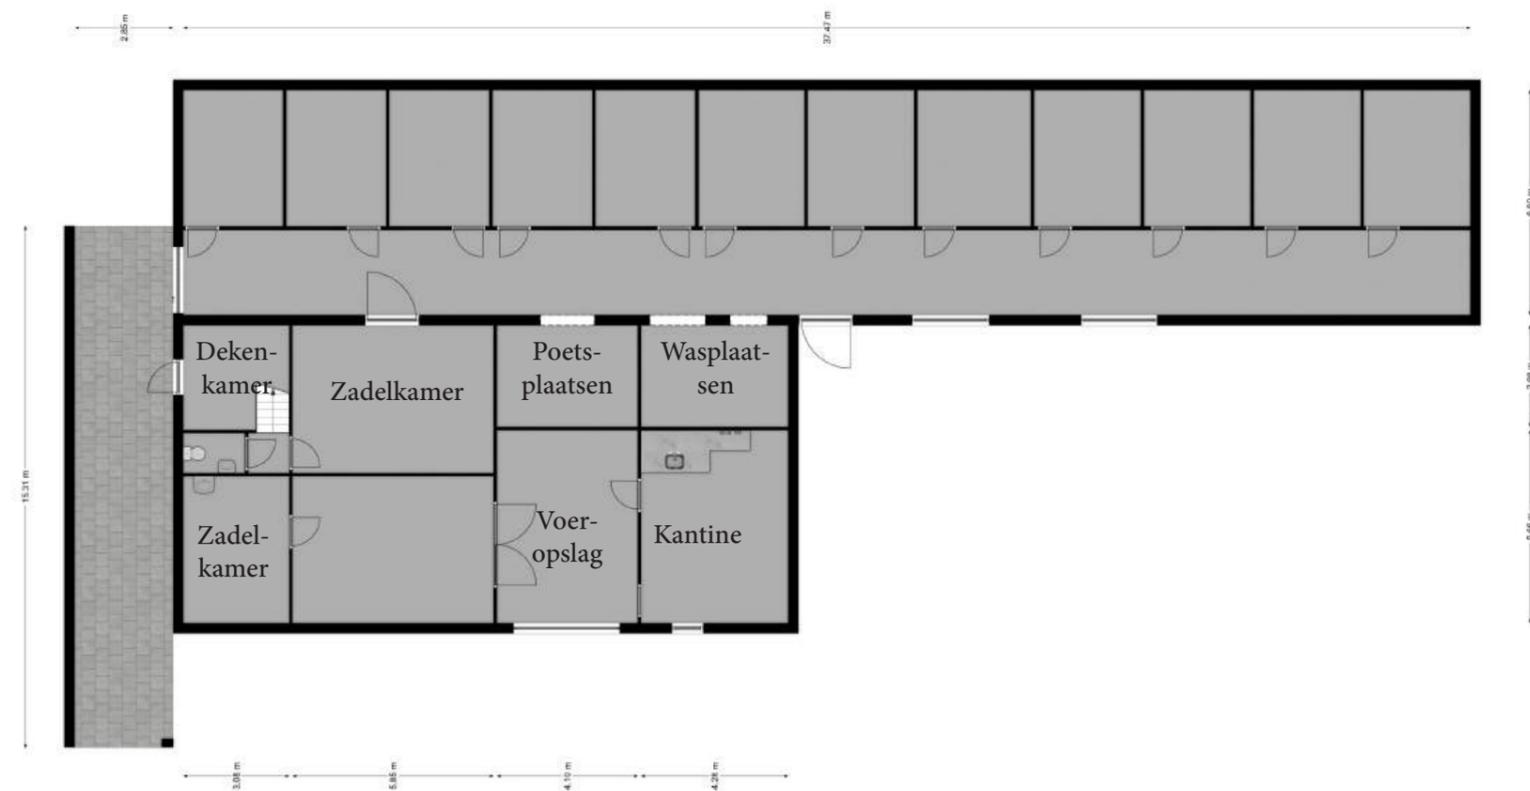 2.85 m
37.47 m
Deken-
kamer
Zadelkamer
Poets-
plaatsen
Wasplaat-
sen
15.31 m
Zadel-
kamer
Voer-
opslag
Kantine
3.08 m
5.85 m
4.10 m
4.28 m